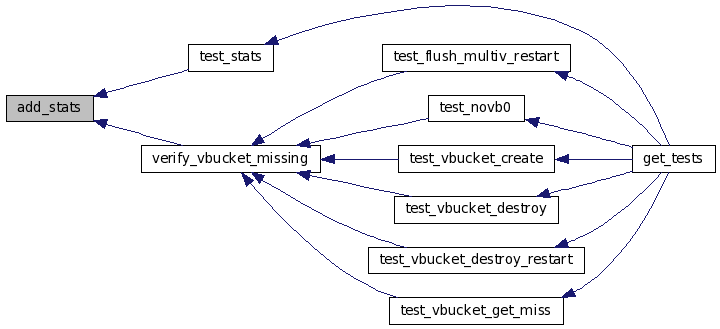 test_stats
test_flush_multiv_restart
add_stats
test_novb0
verify_vbucket_missing
test_vbucket_create
get_tests
test_vbucket_destroy
test_vbucket_destroy_restart
test_vbucket_get_miss